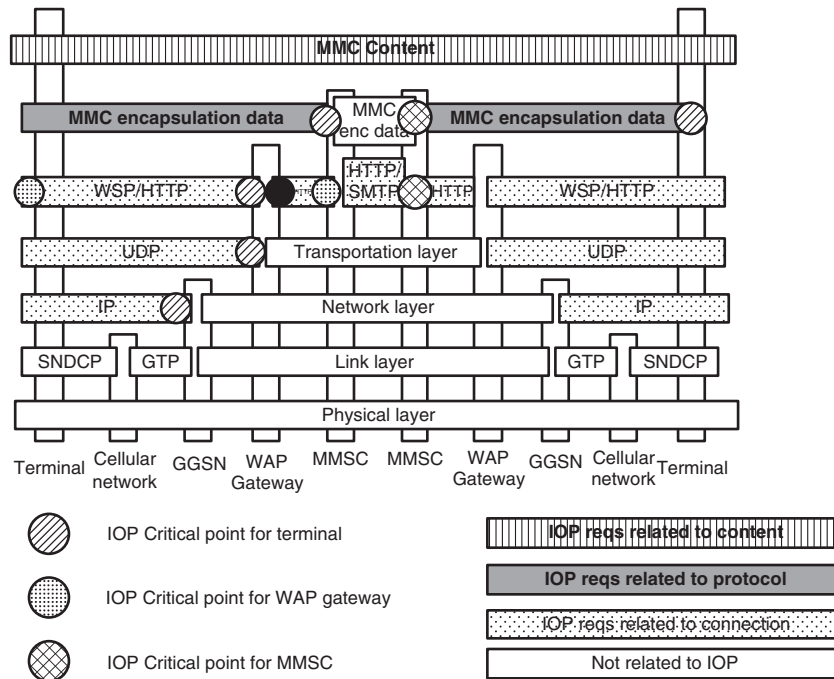 MMC Content
MMC encapsulation data
MMC
enc data
MMC encapsulation data
WSP/HTTP
HTTP
HTTP/
SMTP
HTTP
WSP/HTTP
UDP
Transportation layer
UDP
IP
Network layer
IP
SNDCP
GTP
Link layer
GTP
SNDCP
Physical layer
Terminal
Cellular
network
GGSN
WAP
Gateway
MMSC
MMSC
WAP
Gateway
GGSN
Cellular
network
Terminal
IOP Critical point for terminal
IOP Critical point for WAP gateway
IOP Critical point for MMSC
IOP reqs related to content
IOP reqs related to protocol
IOP reqs related to connection
Not related to IOP